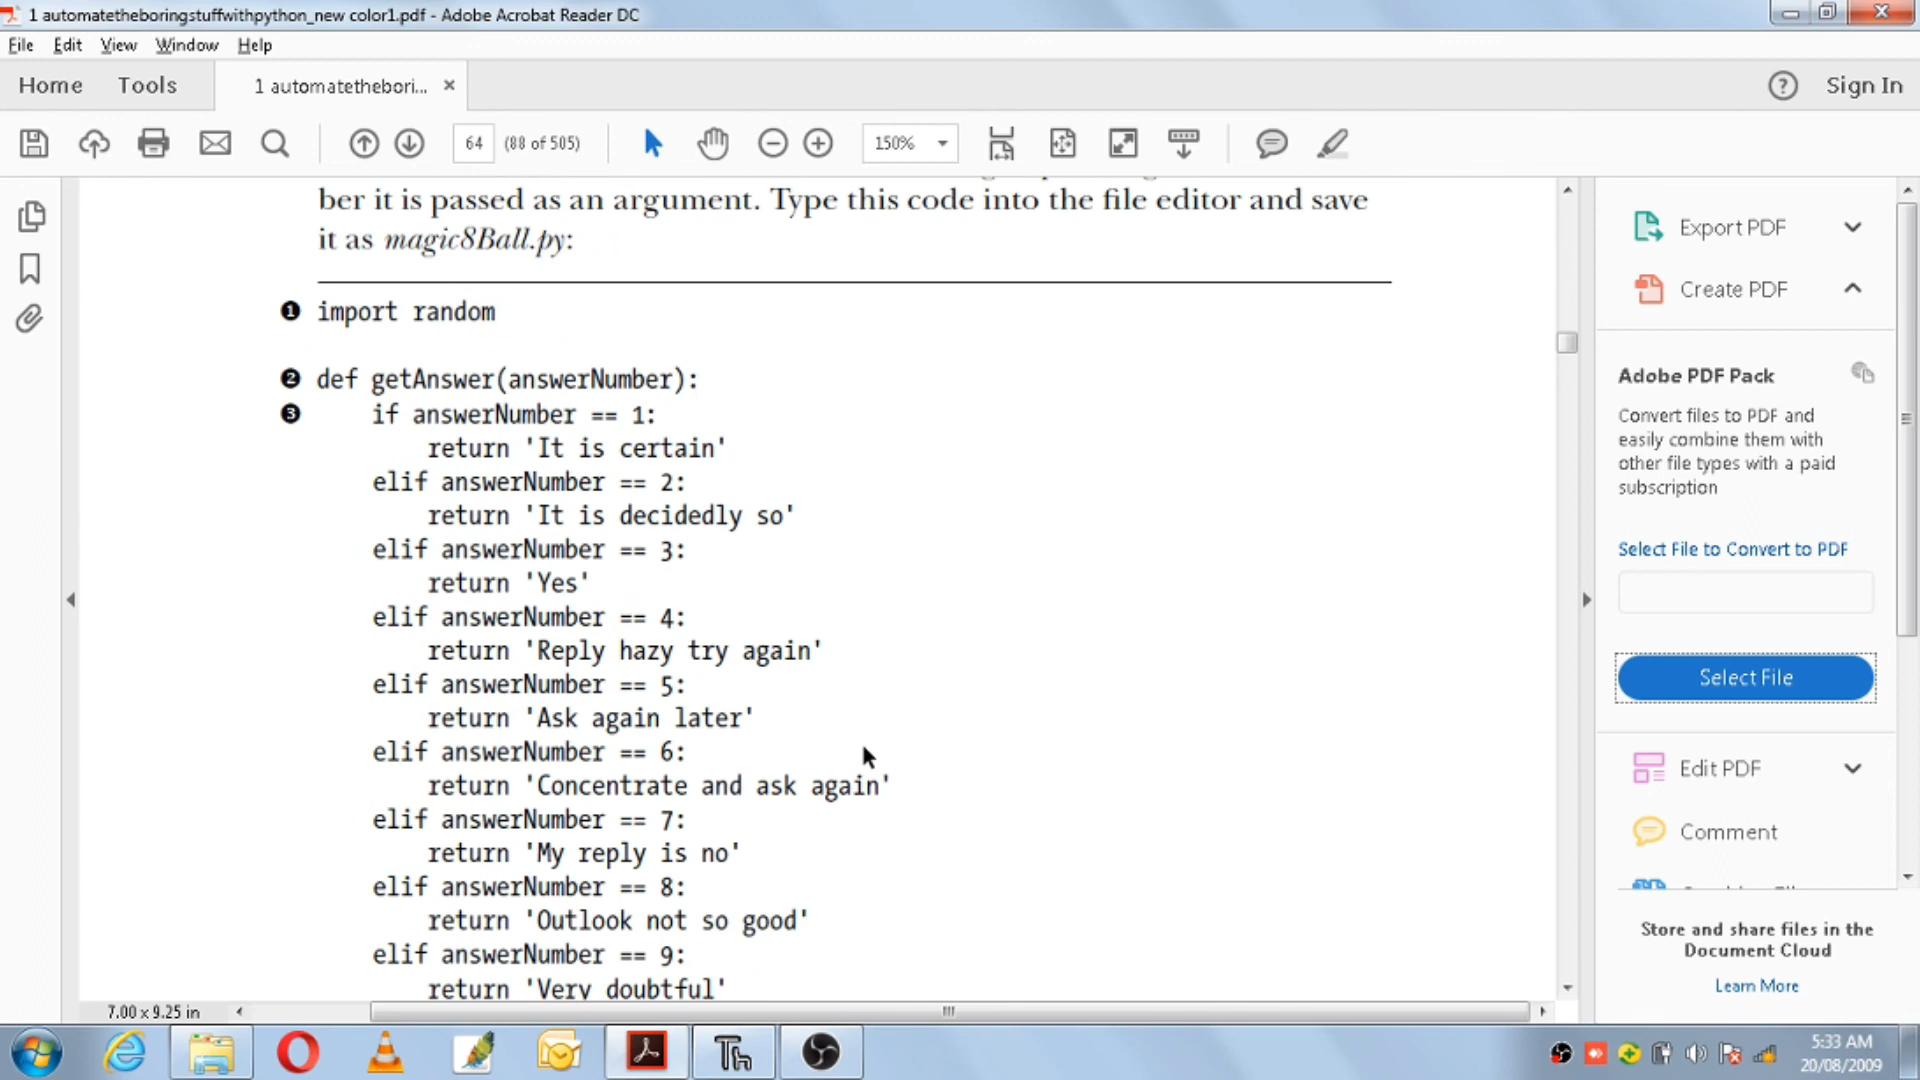 1 automatetheboringstuffwithpython_new color1.pdf - Adobe Acrobat Reader DC
File Edit View Window Help
Home Tools 1 automatethebori... × ? Sign In
64 (88 of 505) 150%
ber it is passed as an argument. Type this code into the file editor and save
it as magic8Ball.py:
❶ import random
❷ def getAnswer(answerNumber):
❸ if answerNumber == 1:
return 'It is certain'
elif answerNumber == 2:
return 'It is decidedly so'
elif answerNumber == 3:
return 'Yes'
elif answerNumber == 4:
return 'Reply hazy try again'
elif answerNumber == 5:
return 'Ask again later'
elif answerNumber == 6:
return 'Concentrate and ask again'
elif answerNumber == 7:
return 'My reply is no'
elif answerNumber == 8:
return 'Outlook not so good'
elif answerNumber == 9:
return 'Very doubtful'
7.00 x 9.25 in
Export PDF
Create PDF
Adobe PDF Pack
Convert files to PDF and
easily combine them with
other file types with a paid
subscription
Select File to Convert to PDF
Select File
Edit PDF
Comment
Store and share files in the
Document Cloud
Learn More
5:33 AM
20/08/2009